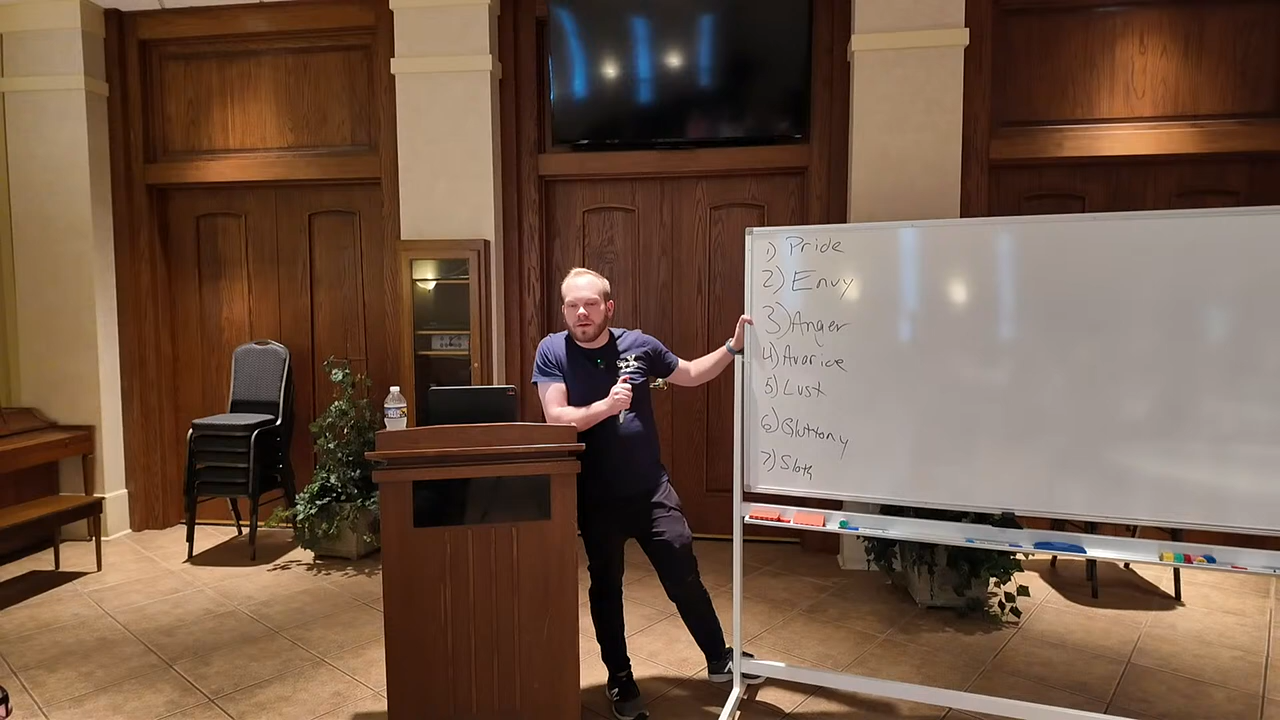 1) Pride
2) Envy
3) Anger
4) Avarice
5) Lust
6) Gluttony
7) Sloth